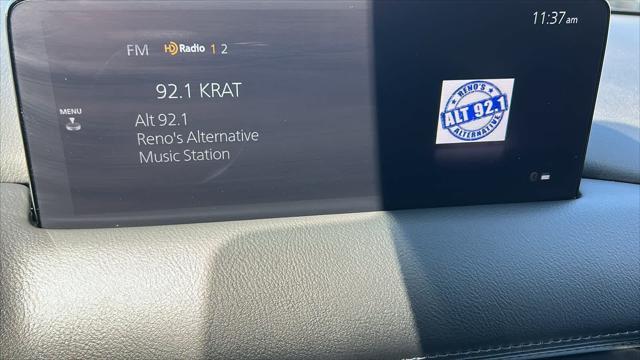 11:37am
FM HD Radio 1 2
92.1 KRAT
MENU
Alt 92.1
Reno's Alternative
Music Station
RENO'S
ALT 92.1
ALTERNATIVE